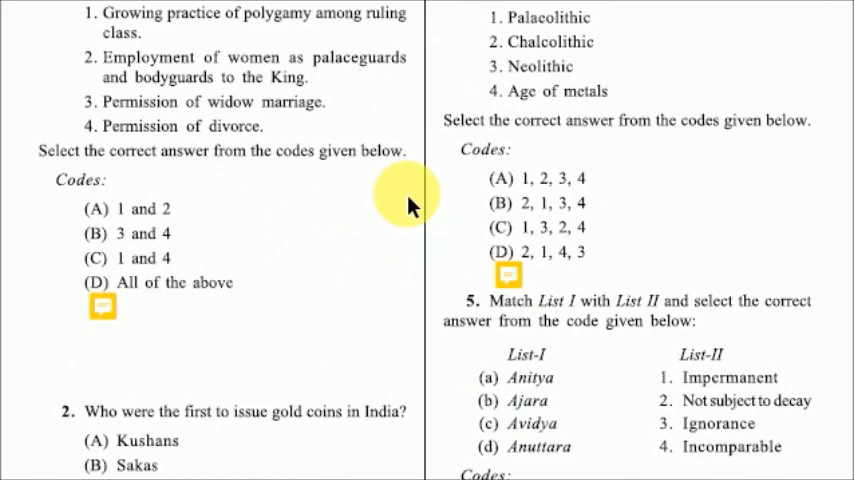 1. Growing practice of polygamy among ruling
class.
2. Employment of women as palaceguards
and bodyguards to the King.
3. Permission of widow marriage.
4. Permission of divorce.
Select the correct answer from the codes given below.
Codes:
(A) 1 and 2
(B) 3 and 4
(C) 1 and 4
(D) All of the above
2. Who were the first to issue gold coins in India?
(A) Kushans
(B) Sakas
1. Palaeolithic
2. Chalcolithic
3. Neolithic
4. Age of metals
Select the correct answer from the codes given below.
Codes:
(A) 1, 2, 3, 4
(B) 2, 1, 3, 4
(C) 1, 3, 2, 4
(D) 2, 1, 4, 3
5. Match List I with List II and select the correct
answer from the code given below:
List-I List-II
(a) Anitya 1. Impermanent
(b) Ajara 2. Not subject to decay
(c) Avidya 3. Ignorance
(d) Anuttara 4. Incomparable
Codes: